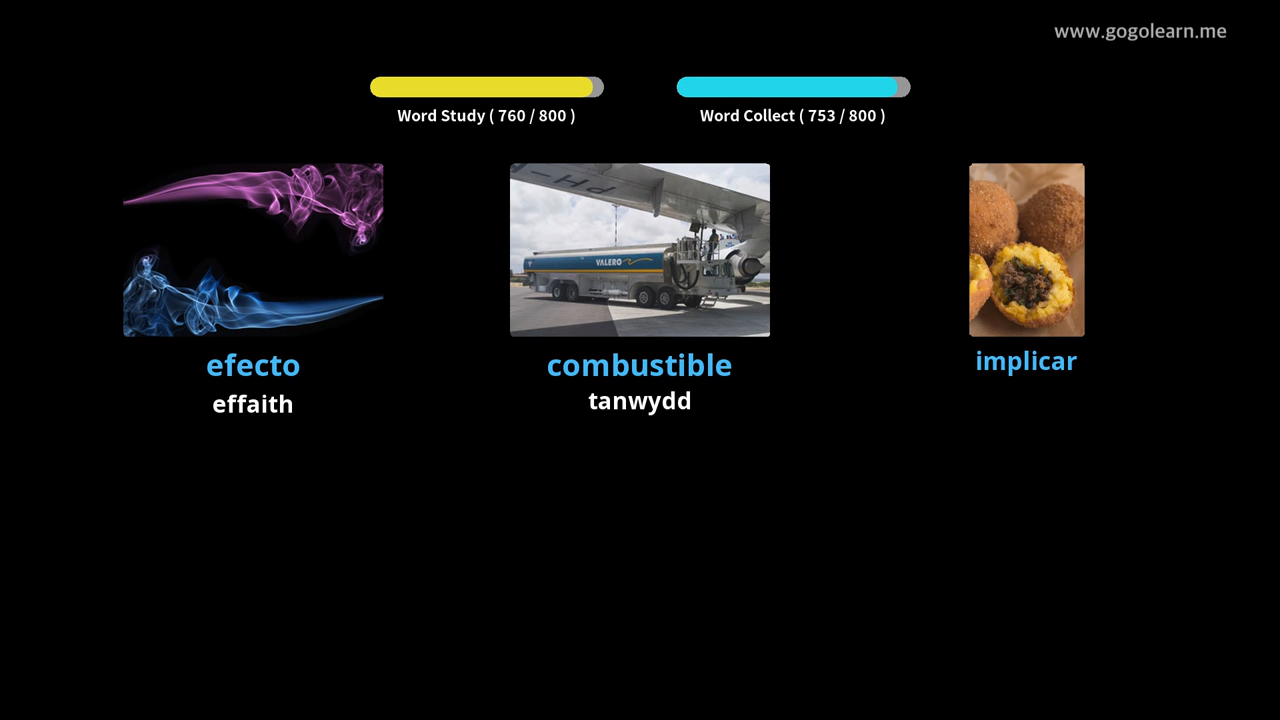 www.gogolearn.me
Word Study ( 760 / 800 )
Word Collect ( 753 / 800 )
VALERO
efecto
combustible
implicar
effaith
tanwydd